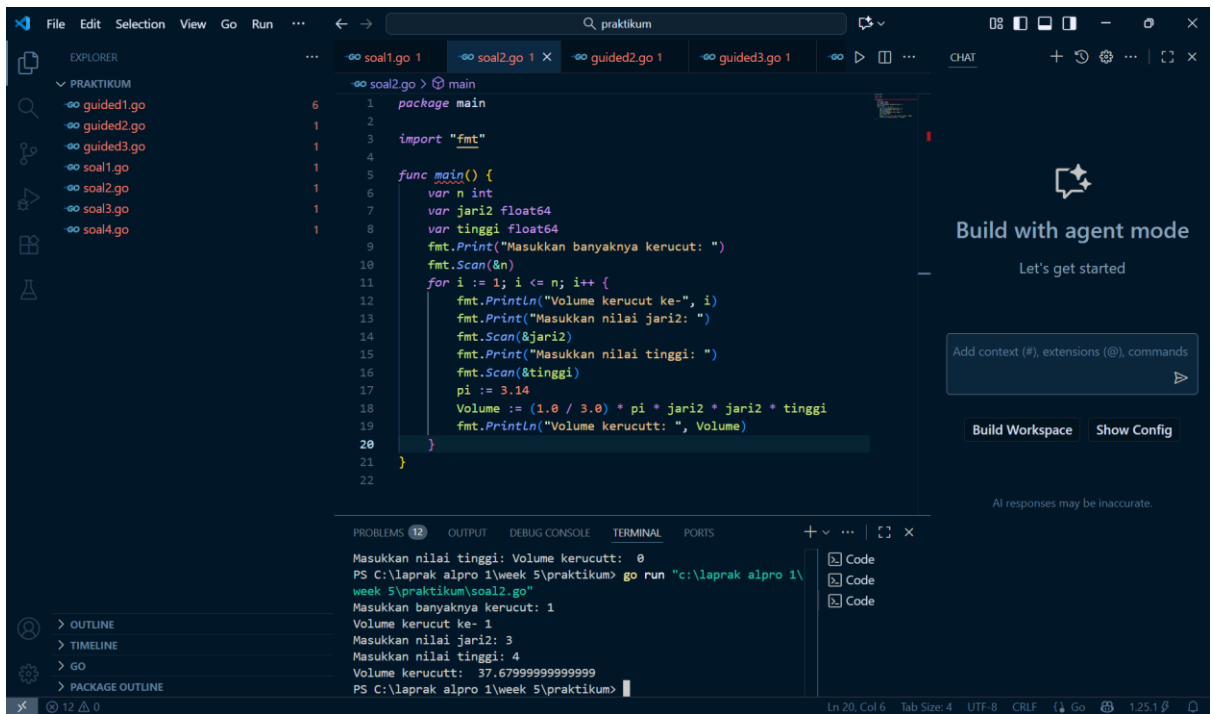 File Edit Selection View Go Run ··· praktikum
EXPLORER ···
PRAKTIKUM
guided1.go 6
guided2.go 1
guided3.go 1
soal1.go 1
soal2.go 1
soal3.go 1
soal4.go 1
OUTLINE
TIMELINE
GO
PACKAGE OUTLINE
soal1.go 1 soal2.go 1 guided2.go 1 guided3.go 1 ···
soal2.go > main
1 package main
2
3 import "fmt"
4
5 func main() {
6 var n int
7 var jari2 float64
8 var tinggi float64
9 fmt.Print("Masukkan banyaknya kerucut: ")
10 fmt.Scan(&n)
11 for i := 1; i <= n; i++ {
12 fmt.Println("Volume kerucut ke-", i)
13 fmt.Print("Masukkan nilai jari2: ")
14 fmt.Scan(&jari2)
15 fmt.Print("Masukkan nilai tinggi: ")
16 fmt.Scan(&tinggi)
17 pi := 3.14
18 Volume := (1.0 / 3.0) * pi * jari2 * jari2 * tinggi
19 fmt.Println("Volume kerucutt: ", Volume)
20 }
21 }
22
PROBLEMS 12 OUTPUT DEBUG CONSOLE TERMINAL PORTS ···
Masukkan nilai tinggi: Volume kerucutt:  0
PS C:\laprak alpro 1\week 5\praktikum> go run "c:\laprak alpro 1\
week 5\praktikum\soal2.go"
Masukkan banyaknya kerucut: 1
Volume kerucut ke- 1
Masukkan nilai jari2: 3
Masukkan nilai tinggi: 4
Volume kerucutt:  37.67999999999999
PS C:\laprak alpro 1\week 5\praktikum>
Code
Code
Code
CHAT ···
Build with agent mode
Let's get started
Add context (#), extensions (@), commands
Build Workspace Show Config
AI responses may be inaccurate.
12 0 Ln 20, Col 6 Tab Size: 4 UTF-8 CRLF Go 1.25.1